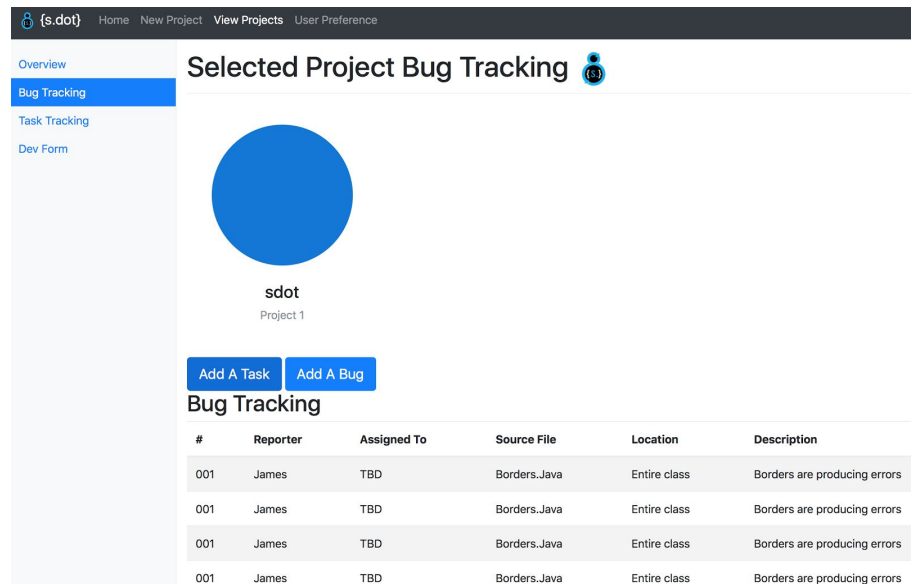 {s.dot} Home New Project View Projects User Preference
Overview
Bug Tracking
Task Tracking
Dev Form
Selected Project Bug Tracking {S.}
sdot
Project 1
Add A Task Add A Bug
Bug Tracking
# Reporter Assigned To Source File Location Description
001 James TBD Borders.Java Entire class Borders are producing errors
001 James TBD Borders.Java Entire class Borders are producing errors
001 James TBD Borders.Java Entire class Borders are producing errors
001 James TBD Borders.Java Entire class Borders are producing errors